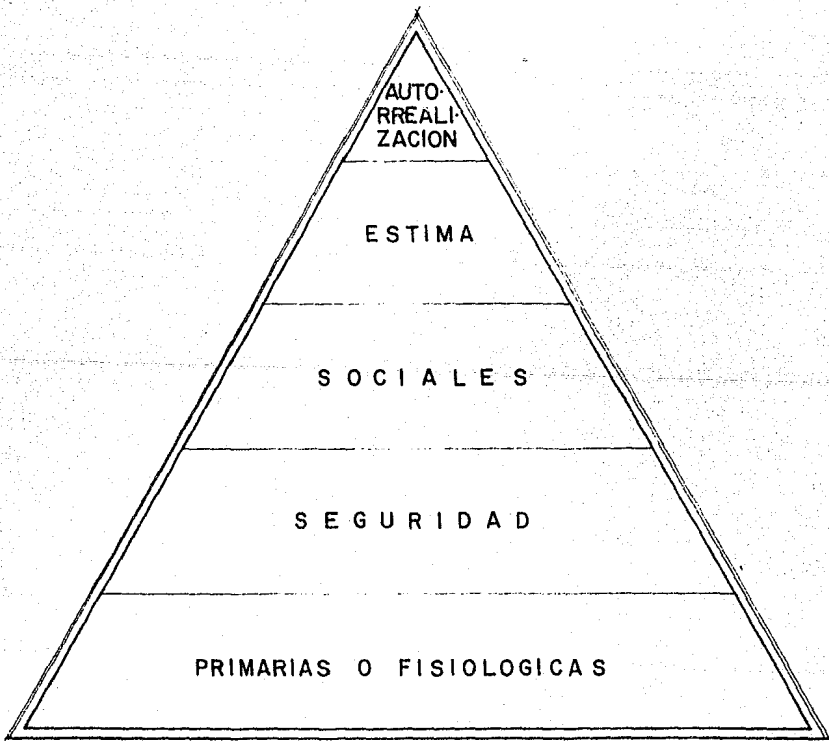 AUTO-
RREALI-
ZACION
ESTIMA
SOCIALES
SEGURIDAD
PRIMARIAS O FISIOLOGICAS